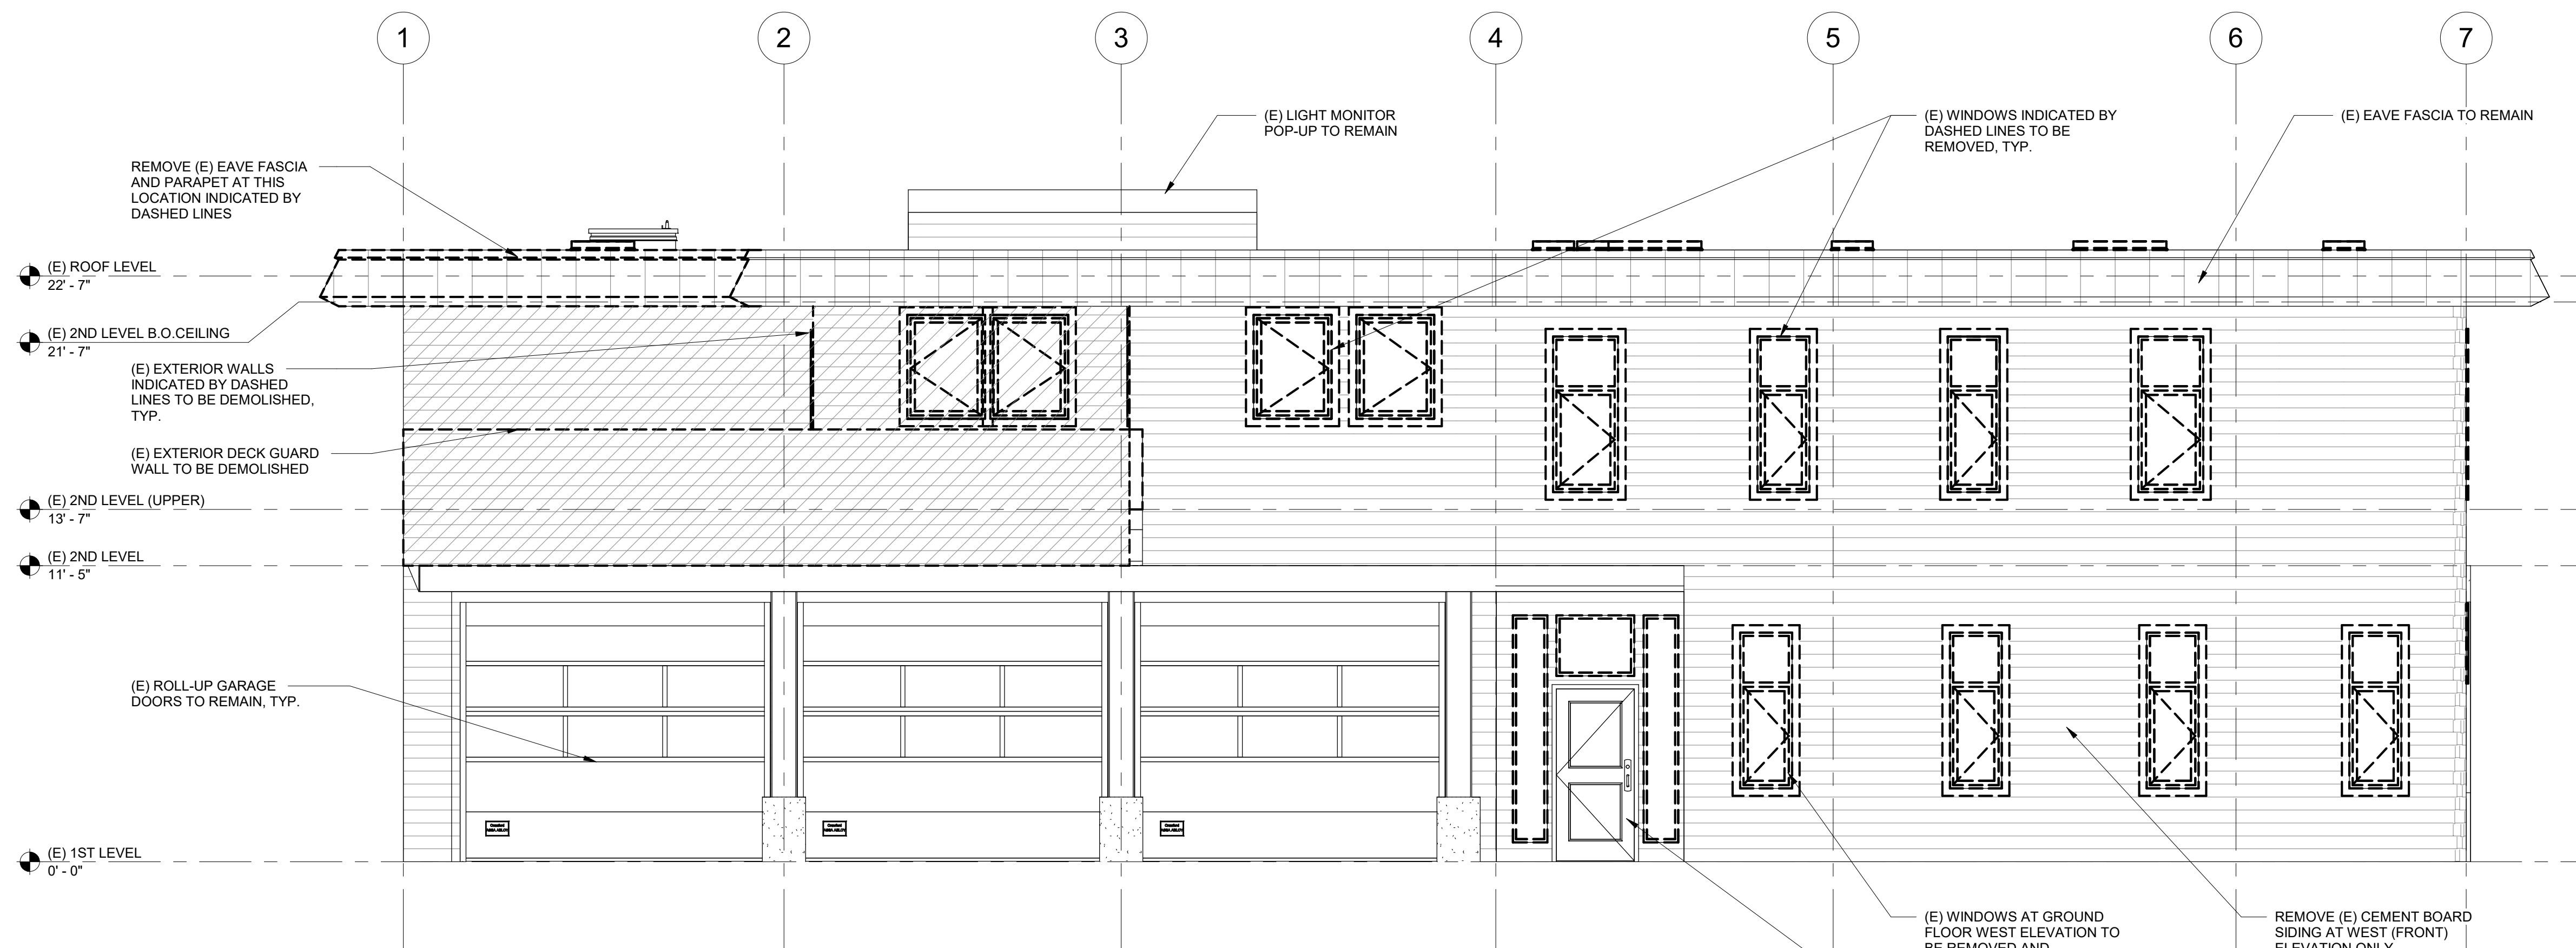 1
2
3
4
5
6
7
(E) LIGHT MONITOR
POP-UP TO REMAIN
(E) WINDOWS INDICATED BY
DASHED LINES TO BE
REMOVED, TYP.
(E) EAVE FASCIA TO REMAIN
REMOVE (E) EAVE FASCIA
AND PARAPET AT THIS
LOCATION INDICATED BY
DASHED LINES
(E) ROOF LEVEL
22' - 7"
(E) 2ND LEVEL B.O.CEILING
21' - 7"
(E) EXTERIOR WALLS
INDICATED BY DASHED
LINES TO BE DEMOLISHED,
TYP.
(E) EXTERIOR DECK GUARD
WALL TO BE DEMOLISHED
(E) 2ND LEVEL (UPPER)
13' - 7"
(E) 2ND LEVEL
11' - 5"
(E) ROLL-UP GARAGE
DOORS TO REMAIN, TYP.
(E) 1ST LEVEL
0' - 0"
(E) WINDOWS AT GROUND
FLOOR WEST ELEVATION TO
BE REMOVED AND
REMOVE (E) CEMENT BOARD
SIDING AT WEST (FRONT)
ELEVATION ONLY